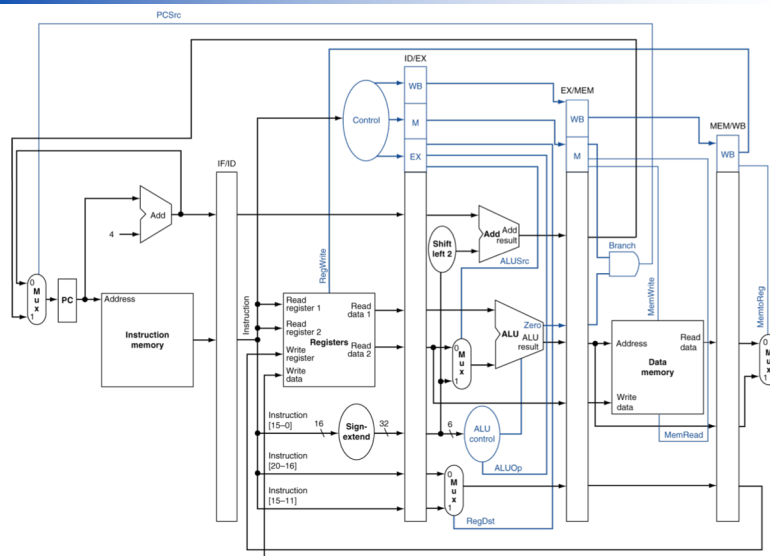 PCSrc
ID/EX
WB
EX/MEM
Control
M
WB
MEM/WB
EX
M
WB
IF/ID
Add
4
Add
Add
result
Shift
left 2
ALUSrc
Branch
RegWrite
MemWrite
MemtoReg
0
M
u
x
1
PC
Address
Instruction
memory
Instruction
Read
register 1
Read
data 1
Read
register 2
Registers
Write
register
Read
data 2
Write
data
0
M
u
x
1
Zero
ALU
ALU
result
Address
Read
data
Data
memory
Write
data
0
M
u
x
1
Instruction
[15–0]
16
Sign-
extend
32
6
ALU
control
MemRead
Instruction
[20–16]
ALUOp
0
M
u
x
1
Instruction
[15–11]
RegDst